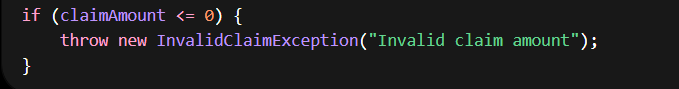 if (claimAmount <= 0) {
    throw new InvalidClaimException("Invalid claim amount");
}